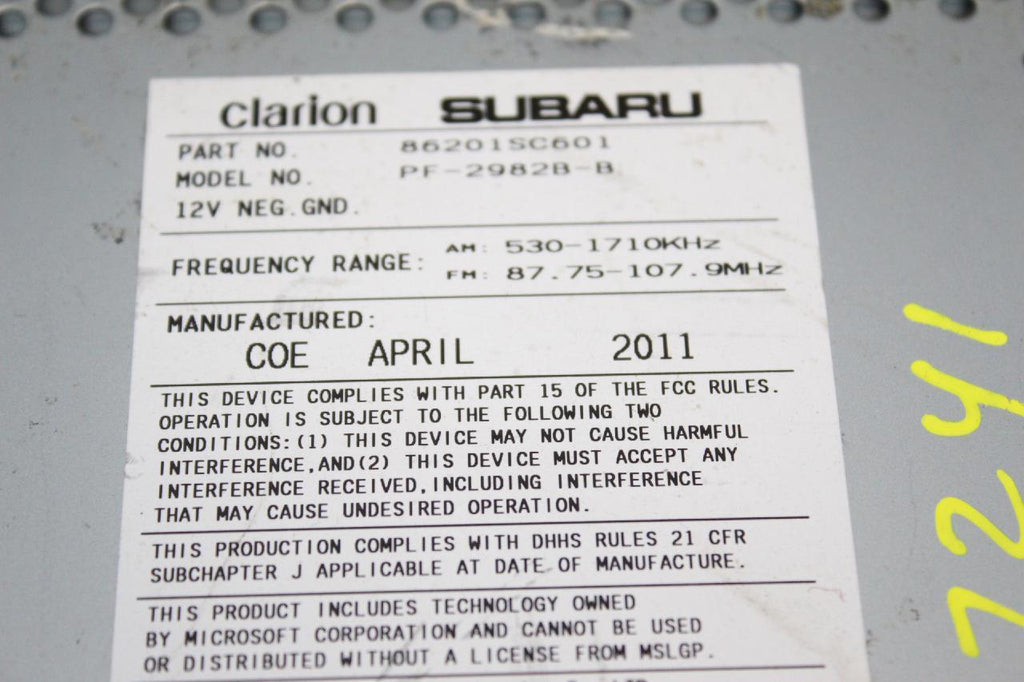 clarion SUBARU
PART NO. 86201SC601
MODEL NO. PF-2982B-B
12V NEG.GND.
FREQUENCY RANGE: AM: 530-1710KHz
FM: 87.75-107.9MHz
MANUFACTURED:
COE APRIL 2011
THIS DEVICE COMPLIES WITH PART 15 OF THE FCC RULES.
OPERATION IS SUBJECT TO THE FOLLOWING TWO
CONDITIONS:(1) THIS DEVICE MAY NOT CAUSE HARMFUL
INTERFERENCE,AND(2) THIS DEVICE MUST ACCEPT ANY
INTERFERENCE RECEIVED,INCLUDING INTERFERENCE
THAT MAY CAUSE UNDESIRED OPERATION.
THIS PRODUCTION COMPLIES WITH DHHS RULES 21 CFR
SUBCHAPTER J APPLICABLE AT DATE OF MANUFACTURE.
THIS PRODUCT INCLUDES TECHNOLOGY OWNED
BY MICROSOFT CORPORATION AND CANNOT BE USED
OR DISTRIBUTED WITHOUT A LICENSE FROM MSLGP.
7241